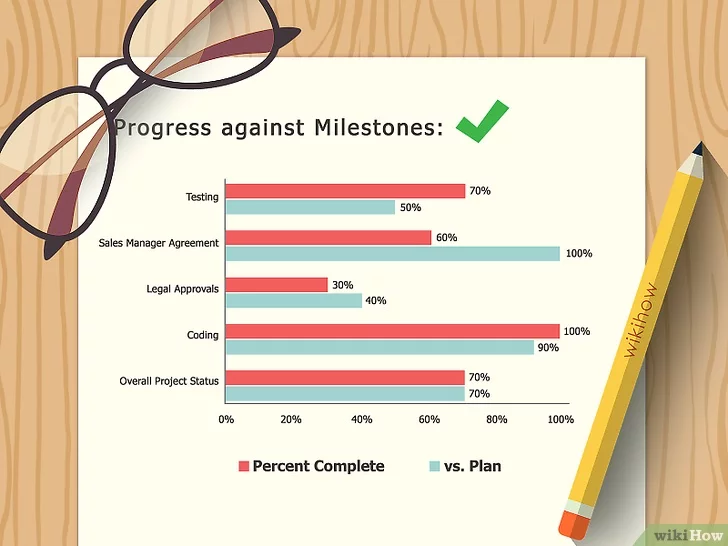 Progress against Milestones:
Testing
70%
50%
Sales Manager Agreement
60%
100%
Legal Approvals
30%
40%
Coding
100%
90%
Overall Project Status
70%
70%
0% 20% 40% 60% 80% 100%
Percent Complete vs. Plan
wikihow
wikiHow